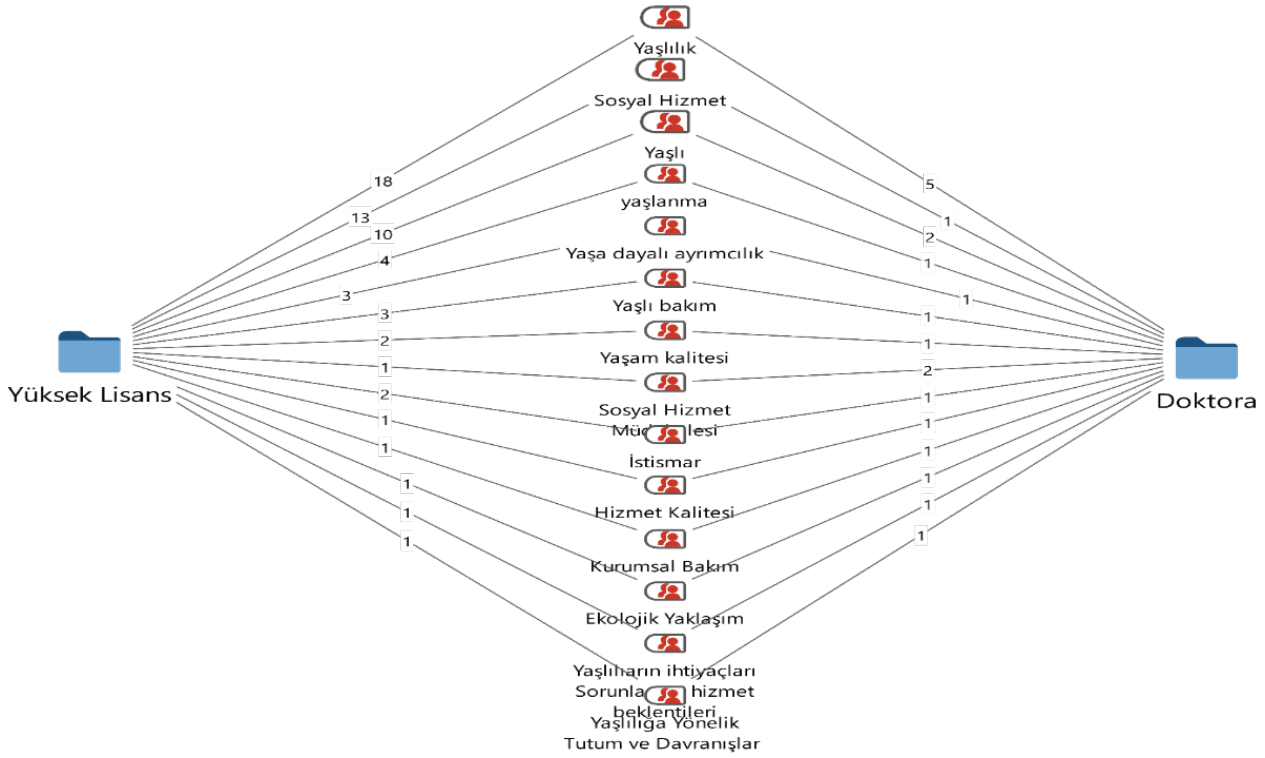 Yaşlılık
Sosyal Hizmet
Yaşlı
18
5
13
1
yaşlanma
10
2
Yaşa dayalı ayrımcılık
4
1
3
1
Yaşlı bakım
3
1
2
1
Yaşam kalitesi
1
2
Yüksek Lisans
Doktora
2
1
Sosyal Hizmet
1
1
1
1
İstismar
1
1
Hizmet Kalitesi
1
1
1
1
Kurumsal Bakım
Ekolojik Yaklaşım
Yaşlıların ihtiyaçları
hizmet
beklentileri
Yaşlılığa Yönelik
Tutum ve Davranışlar